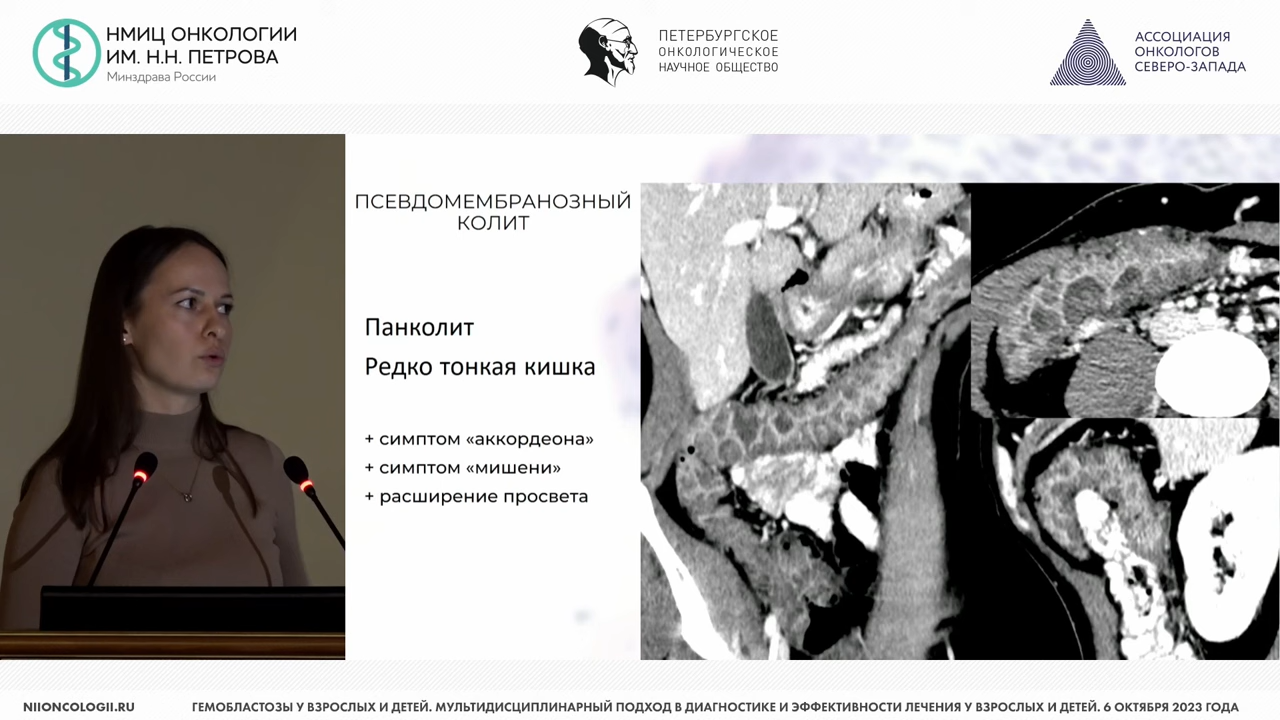 НМИЦ ОНКОЛОГИИ
ИМ. Н.Н. ПЕТРОВА
Минздрава России
ПЕТЕРБУРГСКОЕ
ОНКОЛОГИЧЕСКОЕ
НАУЧНОЕ ОБЩЕСТВО
АССОЦИАЦИЯ
ОНКОЛОГОВ
СЕВЕРО-ЗАПАДА
ПСЕВДОМЕМБРАНОЗНЫЙ
КОЛИТ
Панколит
Редко тонкая кишка
+ симптом «аккордеона»
+ симптом «мишени»
+ расширение просвета
NIIONCOLOGII.RU
ГЕМОБЛАСТОЗЫ У ВЗРОСЛЫХ И ДЕТЕЙ. МУЛЬТИДИСЦИПЛИНАРНЫЙ ПОДХОД В ДИАГНОСТИКЕ И ЭФФЕКТИВНОСТИ ЛЕЧЕНИЯ У ВЗРОСЛЫХ И ДЕТЕЙ. 6 ОКТЯБРЯ 2023 ГОДА